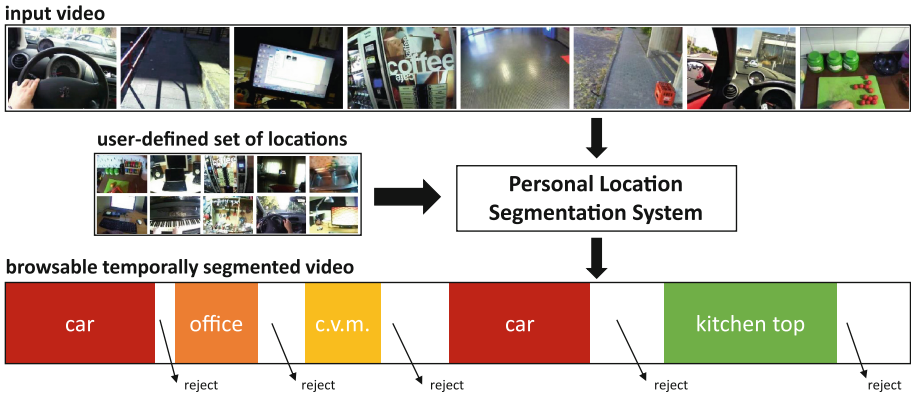 input video
coffee
cafe
user-defined set of locations
Personal Location
Segmentation System
browsable temporally segmented video
car
office
c.v.m.
car
kitchen top
reject
reject
reject
reject
reject